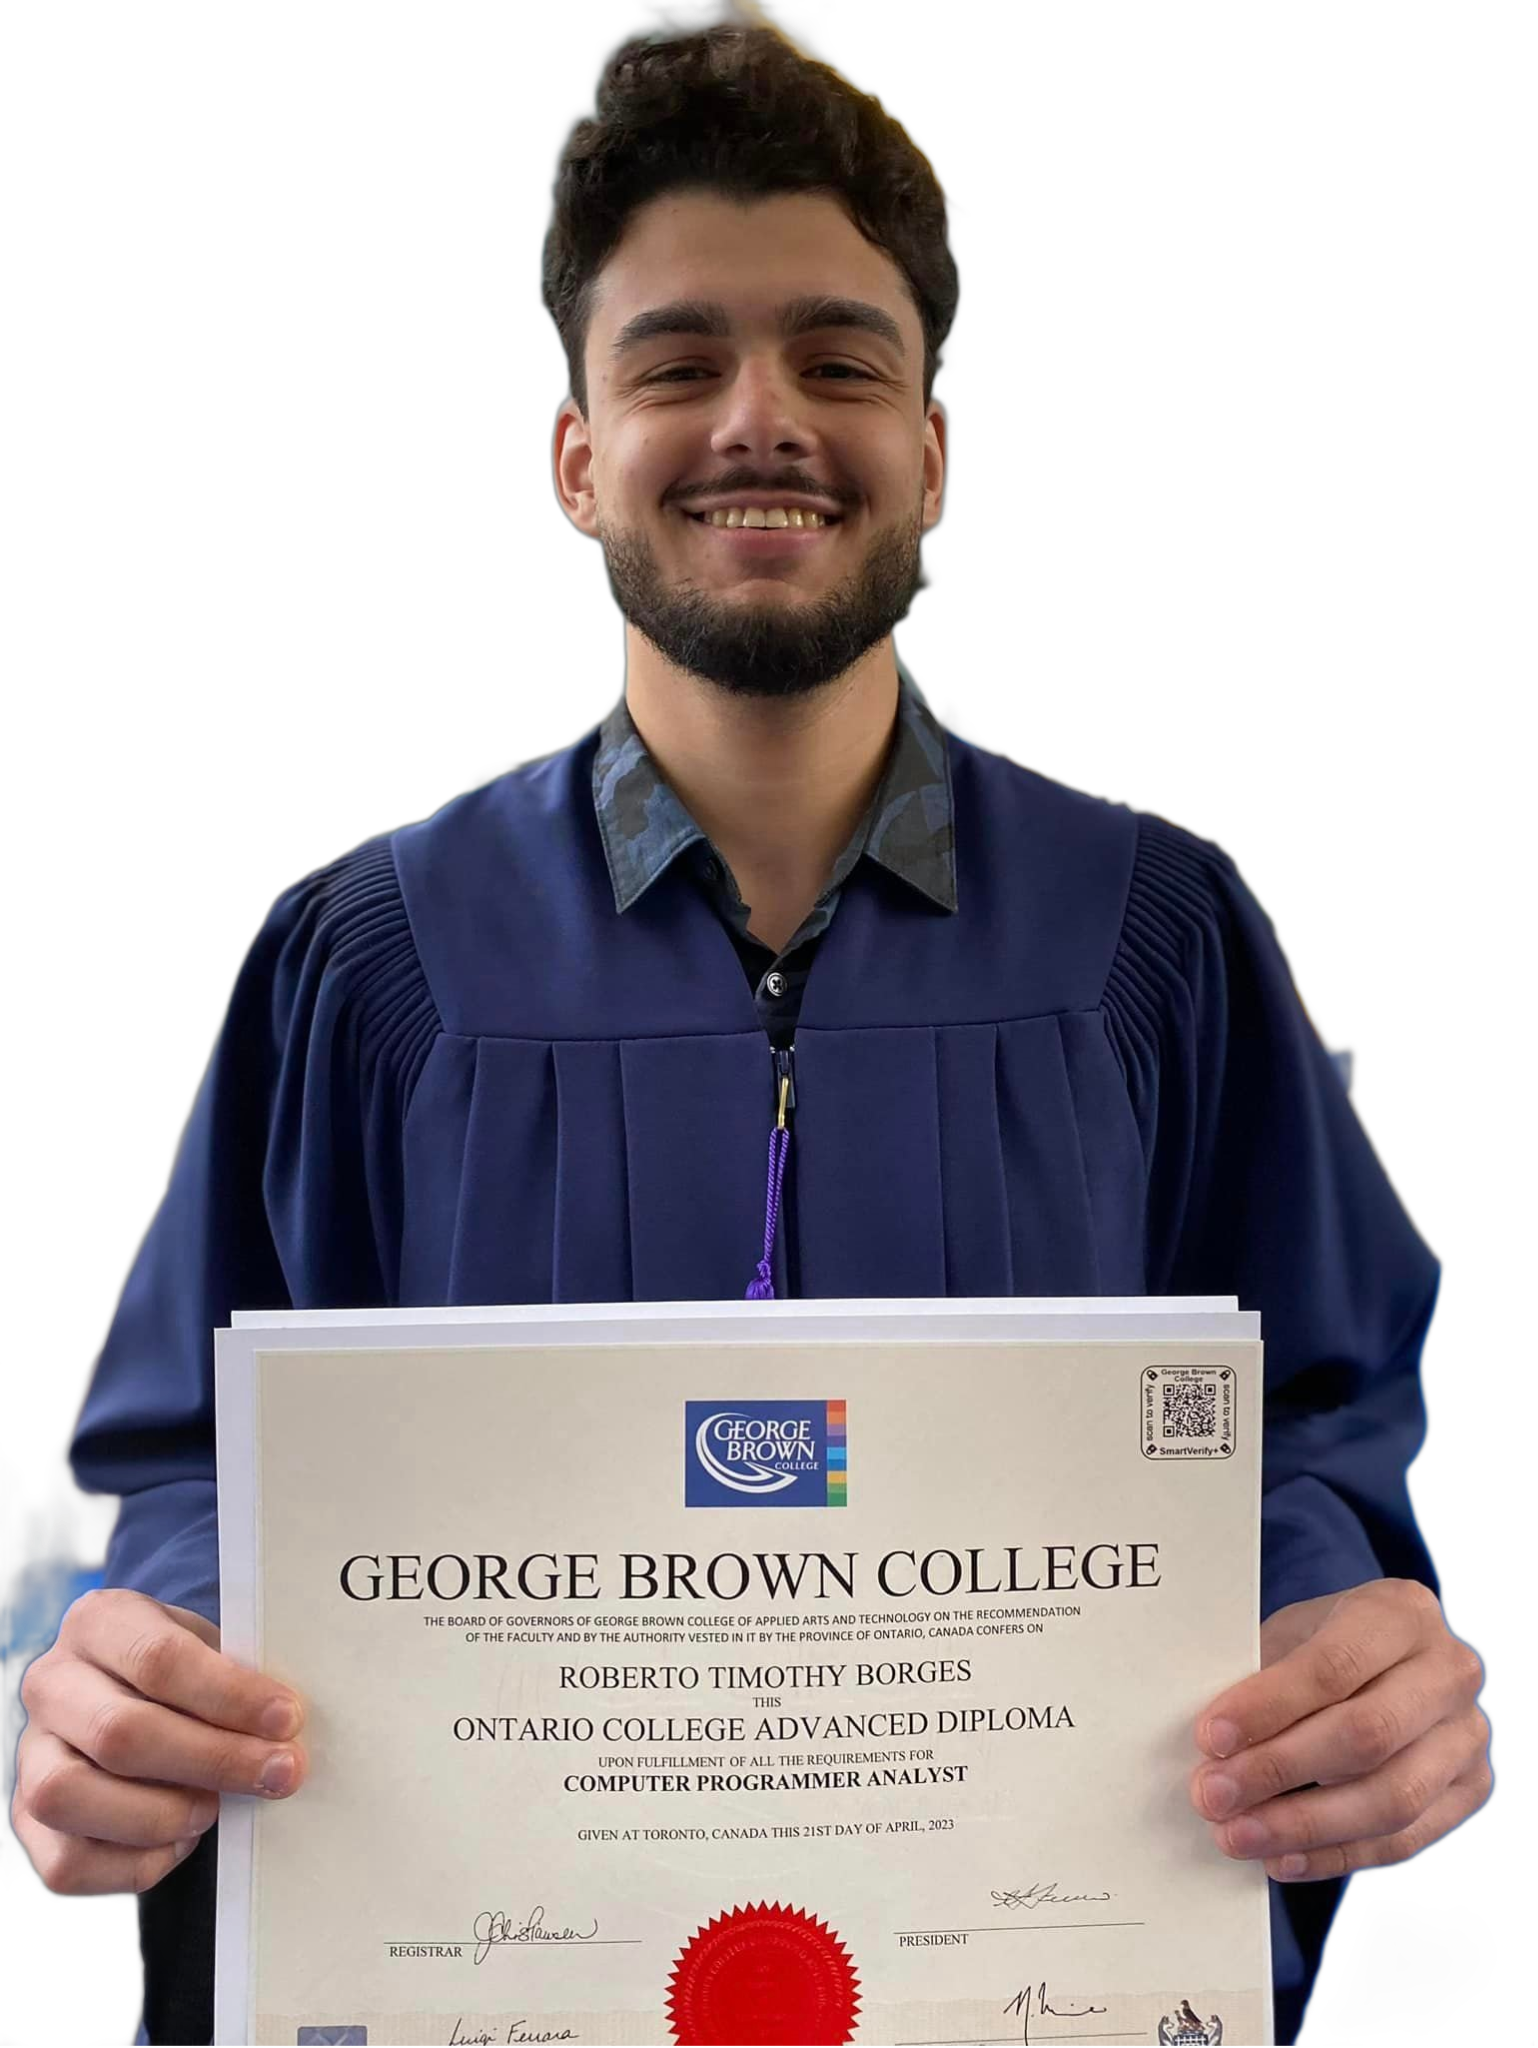 George Brown
College
scan to verify
scan to verify
SmartVerify+
GEORGE
BROWN
COLLEGE
GEORGE BROWN COLLEGE
THE BOARD OF GOVERNORS OF GEORGE BROWN COLLEGE OF APPLIED ARTS AND TECHNOLOGY ON THE RECOMMENDATION
OF THE FACULTY AND BY THE AUTHORITY VESTED IN IT BY THE PROVINCE OF ONTARIO, CANADA CONFERS ON
ROBERTO TIMOTHY BORGES
THIS
ONTARIO COLLEGE ADVANCED DIPLOMA
UPON FULFILLMENT OF ALL THE REQUIREMENTS FOR
COMPUTER PROGRAMMER ANALYST
GIVEN AT TORONTO, CANADA THIS 21ST DAY OF APRIL, 2023
JChristiansen
REGISTRAR
PRESIDENT
Luigi Ferrara